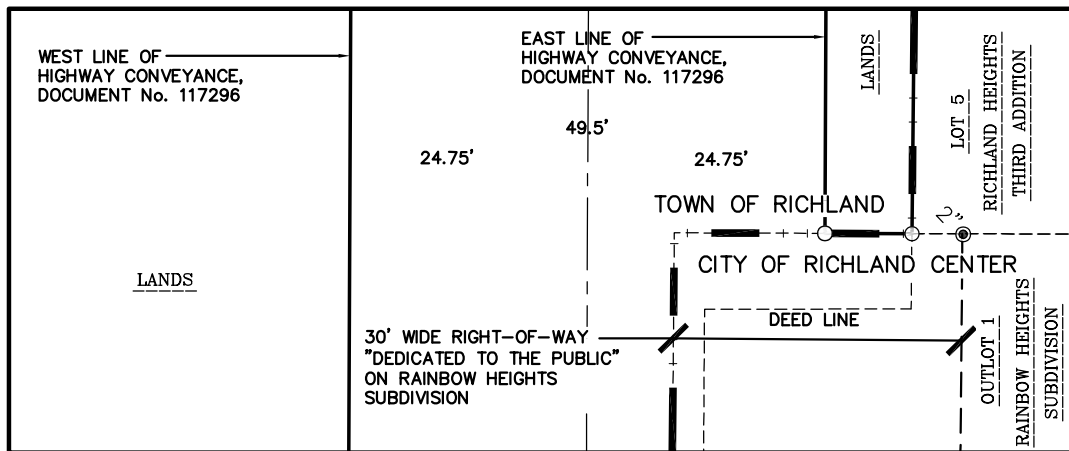 WEST LINE OF
HIGHWAY CONVEYANCE,
DOCUMENT No. 117296
EAST LINE OF
HIGHWAY CONVEYANCE,
DOCUMENT No. 117296
LANDS
LOT 5
RICHLAND HEIGHTS
THIRD ADDITION
49.5'
24.75'
24.75'
TOWN OF RICHLAND
2"
CITY OF RICHLAND CENTER
LANDS
DEED LINE
30' WIDE RIGHT-OF-WAY
"DEDICATED TO THE PUBLIC"
ON RAINBOW HEIGHTS
SUBDIVISION
OUTLOT 1
RAINBOW HEIGHTS
SUBDIVISION